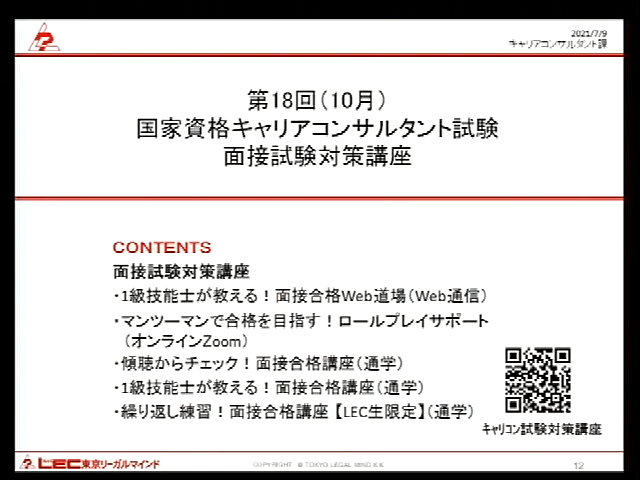 2021/7/9
キャリアコンサルタント課
第18回（10月）
国家資格キャリアコンサルタント試験
面接試験対策講座
CONTENTS
面接試験対策講座
・1級技能士が教える！面接合格Web道場（Web通信）
・マンツーマンで合格を目指す！ロールプレイサポート
（オンラインZoom）
・傾聴からチェック！面接合格講座（通学）
・1級技能士が教える！面接合格講座（通学）
・繰り返し練習！面接合格講座【LEC生限定】（通学）
キャリコン試験対策講座
LEC東京リーガルマインド
COPYRIGHT © TOKYO LEGAL MIND K.K.
12